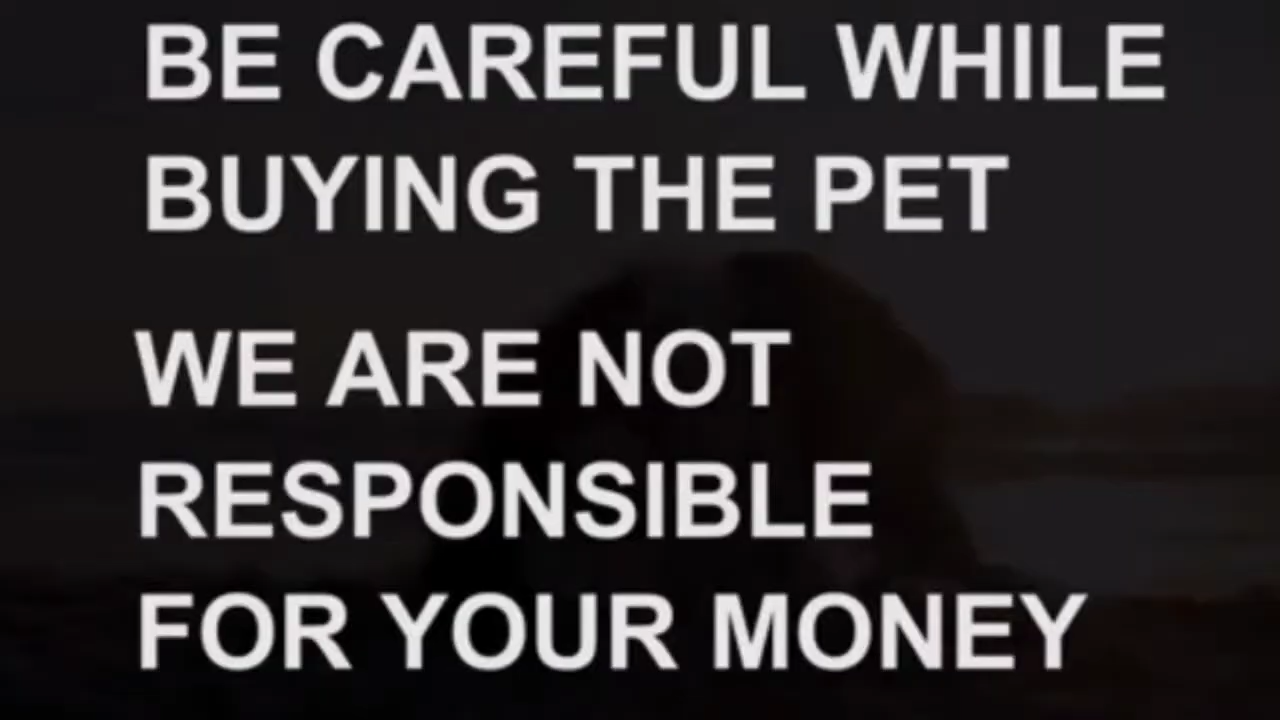 BE CAREFUL WHILE
BUYING THE PET
WE ARE NOT
RESPONSIBLE
FOR YOUR MONEY